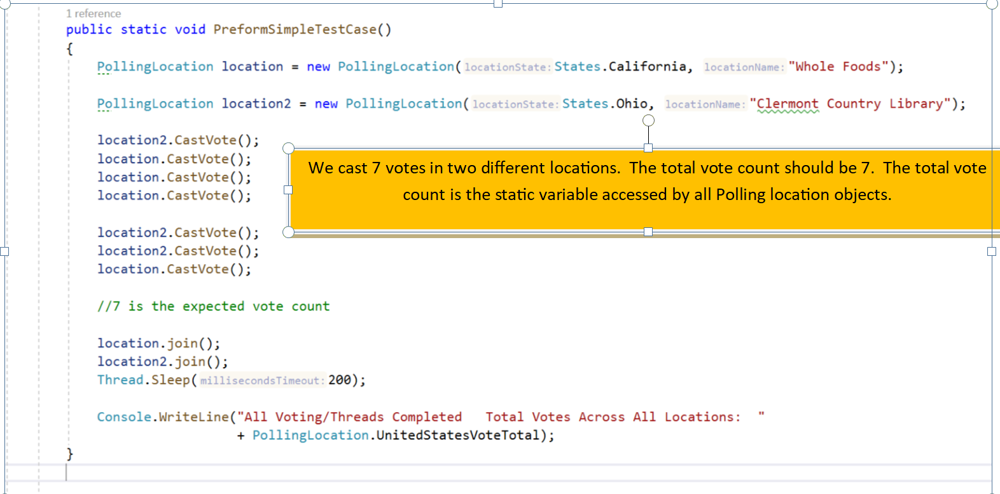 1 reference
public static void PreformSimpleTestCase()
{
PollingLocation location = new PollingLocation(locationState:States.California, locationName:"Whole Foods");
PollingLocation location2 = new PollingLocation(locationState:States.Ohio, locationName:"Clermont Country Library");
location2.CastVote();
location.CastVote();
location.CastVote();
location.CastVote();
We cast 7 votes in two different locations.  The total vote count should be 7.  The total vote
count is the static variable accessed by all Polling location objects.
location2.CastVote();
location2.CastVote();
location.CastVote();
//7 is the expected vote count
location.join();
location2.join();
Thread.Sleep(millisecondsTimeout:200);
Console.WriteLine("All Voting/Threads Completed   Total Votes Across All Locations:  "
+ PollingLocation.UnitedStatesVoteTotal);
}